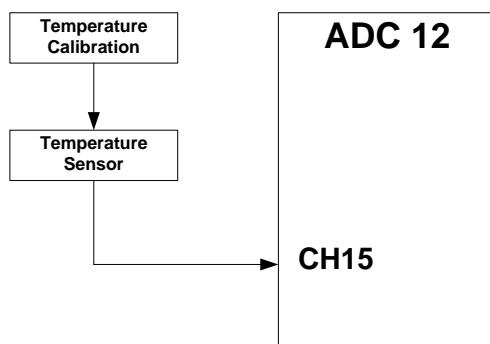 Temperature
Calibration
ADC 12
Temperature
Sensor
CH15